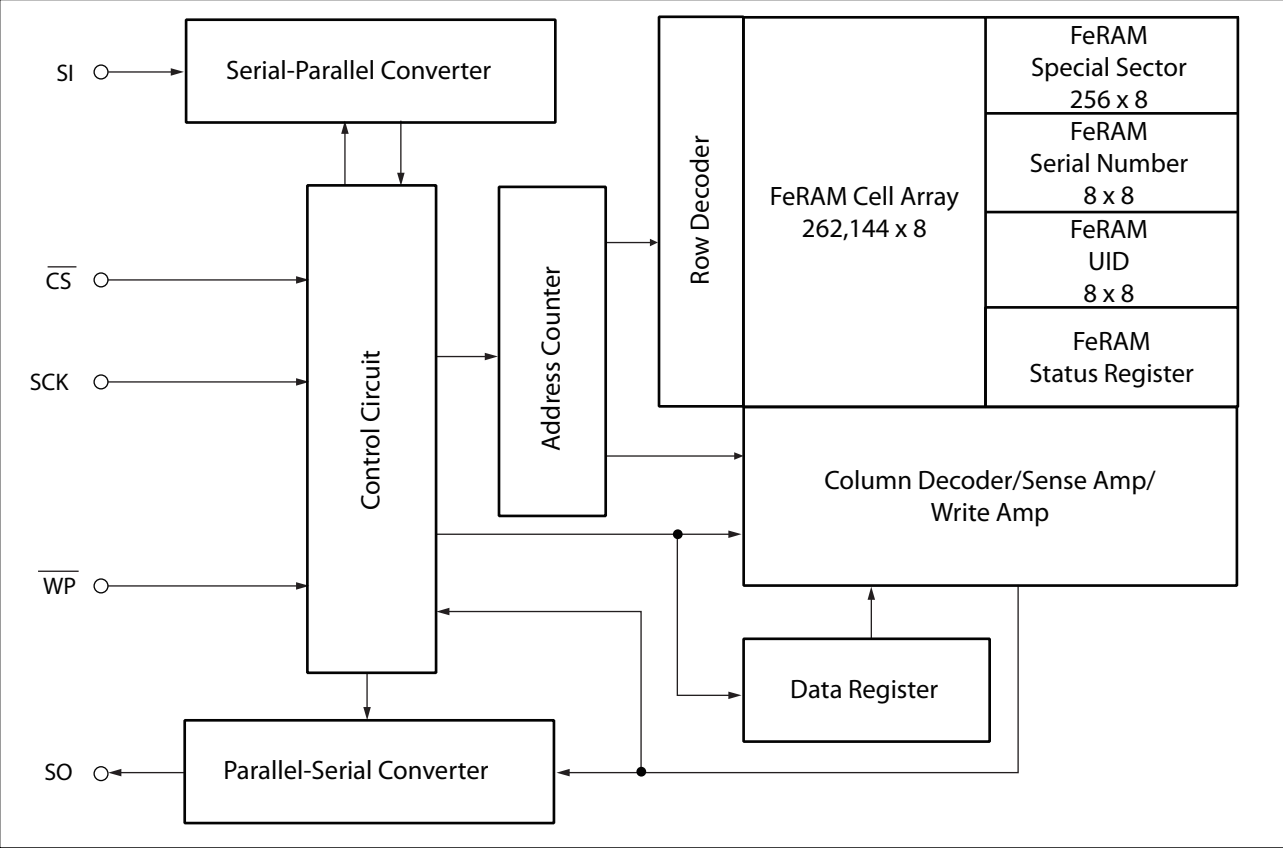 SI
Serial-Parallel Converter
CS
SCK
WP
SO
Control Circuit
Parallel-Serial Converter
Address Counter
Row Decoder
FeRAM Cell Array
262,144 x 8
FeRAM
Special Sector
256 x 8
FeRAM
Serial Number
8 x 8
FeRAM
UID
8 x 8
FeRAM
Status Register
Column Decoder/Sense Amp/
Write Amp
Data Register